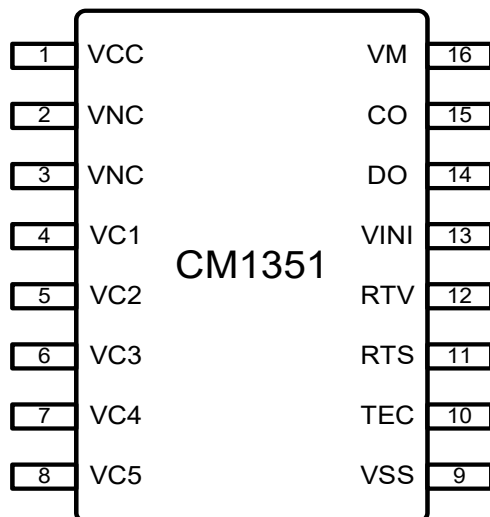 1 VCC VM 16
2 VNC CO 15
3 VNC DO 14
4 VC1 VINI 13
CM1351
5 VC2 RTV 12
6 VC3 RTS 11
7 VC4 TEC 10
8 VC5 VSS 9